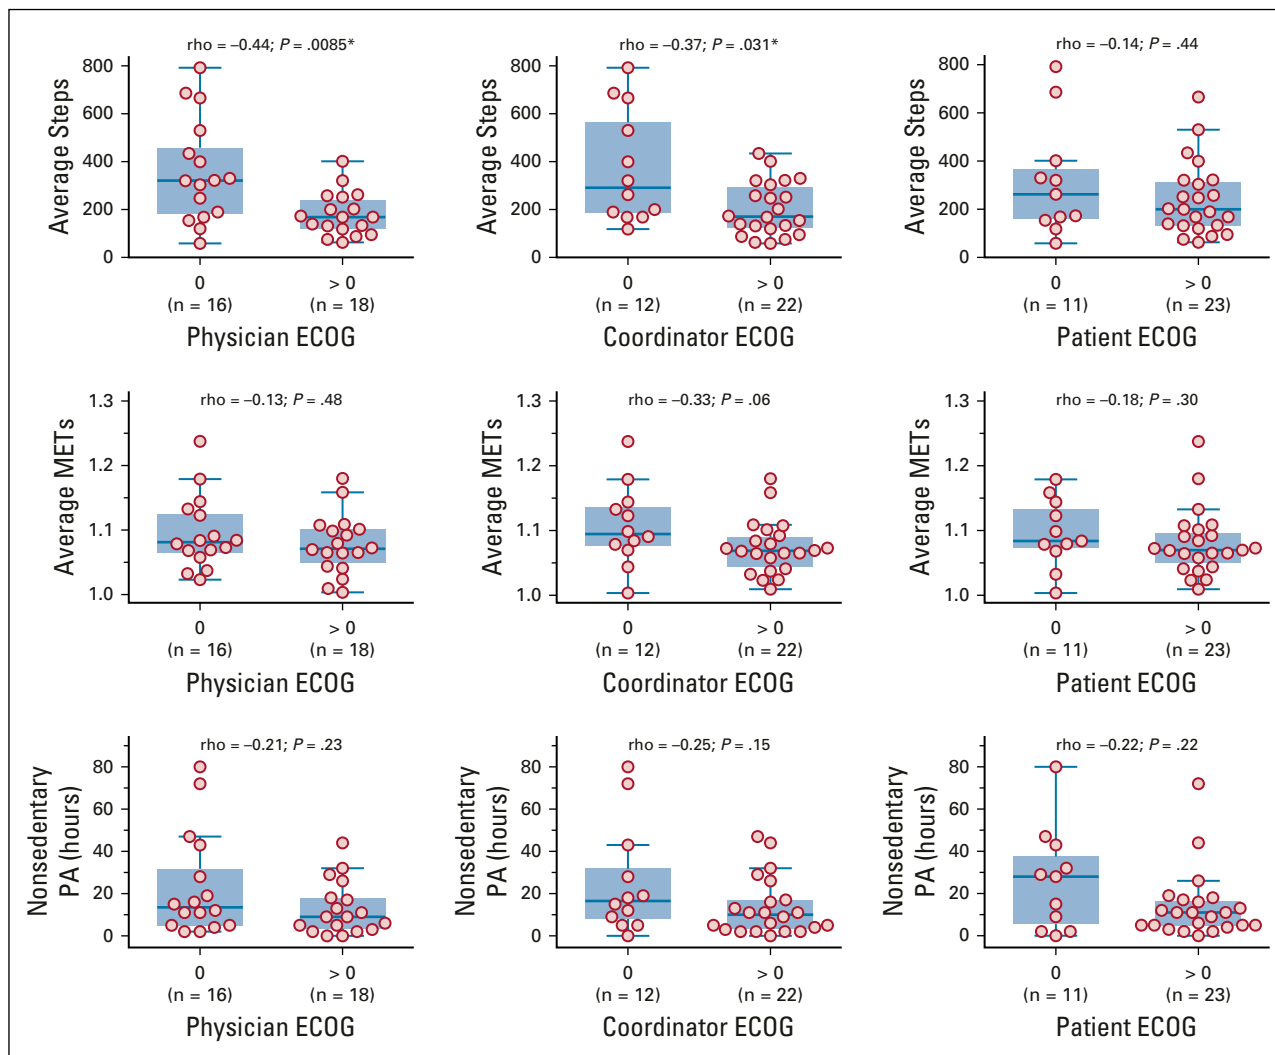 rho = –0.44; P = .0085*
Average Steps
800
600
400
200
0
0
(n = 16)
> 0
(n = 18)
Physician ECOG
rho = –0.37; P = .031*
Average Steps
800
600
400
200
0
0
(n = 12)
> 0
(n = 22)
Coordinator ECOG
rho = –0.14; P = .44
Average Steps
800
600
400
200
0
0
(n = 11)
> 0
(n = 23)
Patient ECOG
rho = –0.13; P = .48
Average METs
1.3
1.2
1.1
1.0
0
(n = 16)
> 0
(n = 18)
Physician ECOG
rho = –0.33; P = .06
Average METs
1.3
1.2
1.1
1.0
0
(n = 12)
> 0
(n = 22)
Coordinator ECOG
rho = –0.18; P = .30
Average METs
1.3
1.2
1.1
1.0
0
(n = 11)
> 0
(n = 23)
Patient ECOG
rho = –0.21; P = .23
Nonsedentary
PA (hours)
80
60
40
20
0
0
(n = 16)
> 0
(n = 18)
Physician ECOG
rho = –0.25; P = .15
Nonsedentary
PA (hours)
80
60
40
20
0
0
(n = 12)
> 0
(n = 22)
Coordinator ECOG
rho = –0.22; P = .22
Nonsedentary
PA (hours)
80
60
40
20
0
0
(n = 11)
> 0
(n = 23)
Patient ECOG